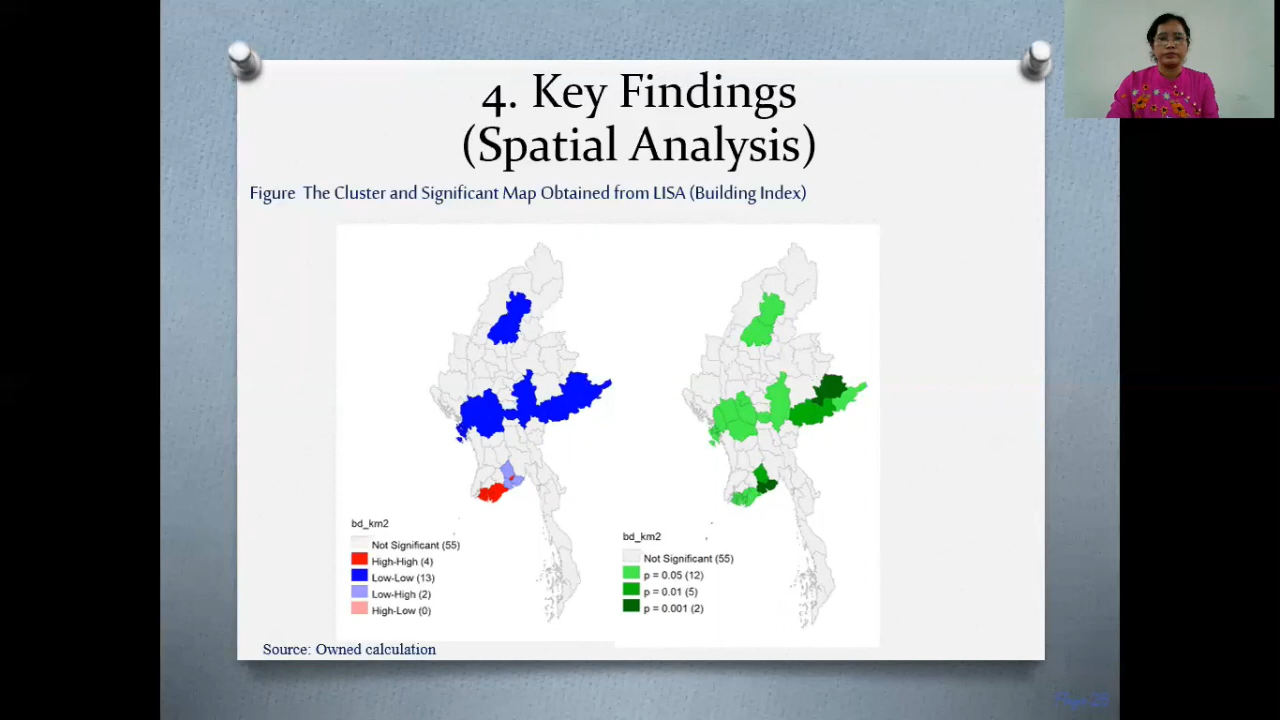 4. Key Findings
(Spatial Analysis)
Figure The Cluster and Significant Map Obtained from LISA (Building Index)
bd_km2
Not Significant (55)
High-High (4)
Low-Low (13)
Low-High (2)
High-Low (0)
bd_km2
Not Significant (55)
p = 0.05 (12)
p = 0.01 (5)
p = 0.001 (2)
Source: Owned calculation